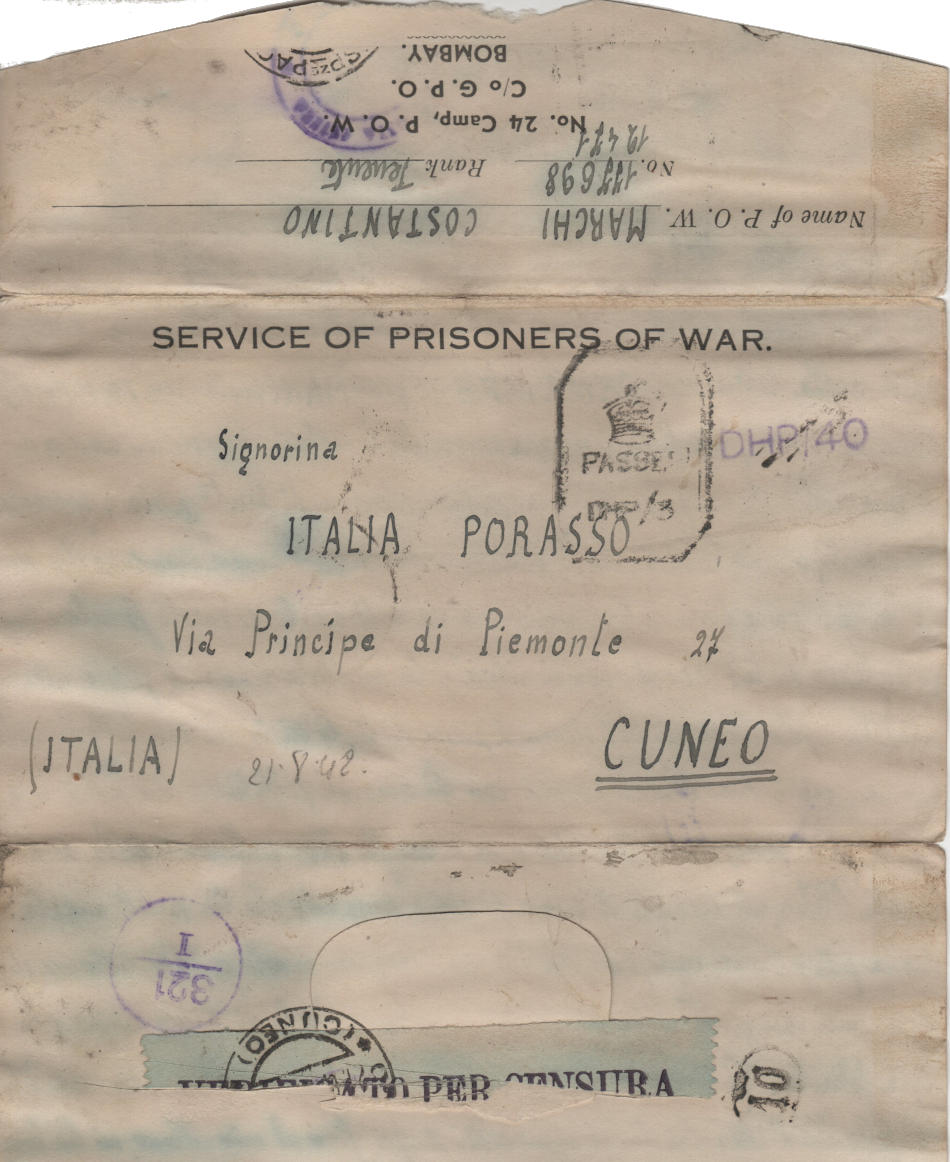 Name of P. O. W. MARCHI COSTANTINO
No. 117698 Rank Tenente
12471
No. 24 Camp, P. O. W.
C/o G. P. O.
BOMBAY.
SERVICE OF PRISONERS OF WAR.
PASSED
DHP/3
DHP/40
Signorina
ITALIA PORASSO
Via Principe di Piemonte 27
(ITALIA)
21·8·42.
CUNEO
321
I
(CUNEO)
VERIFICATO PER CENSURA
10